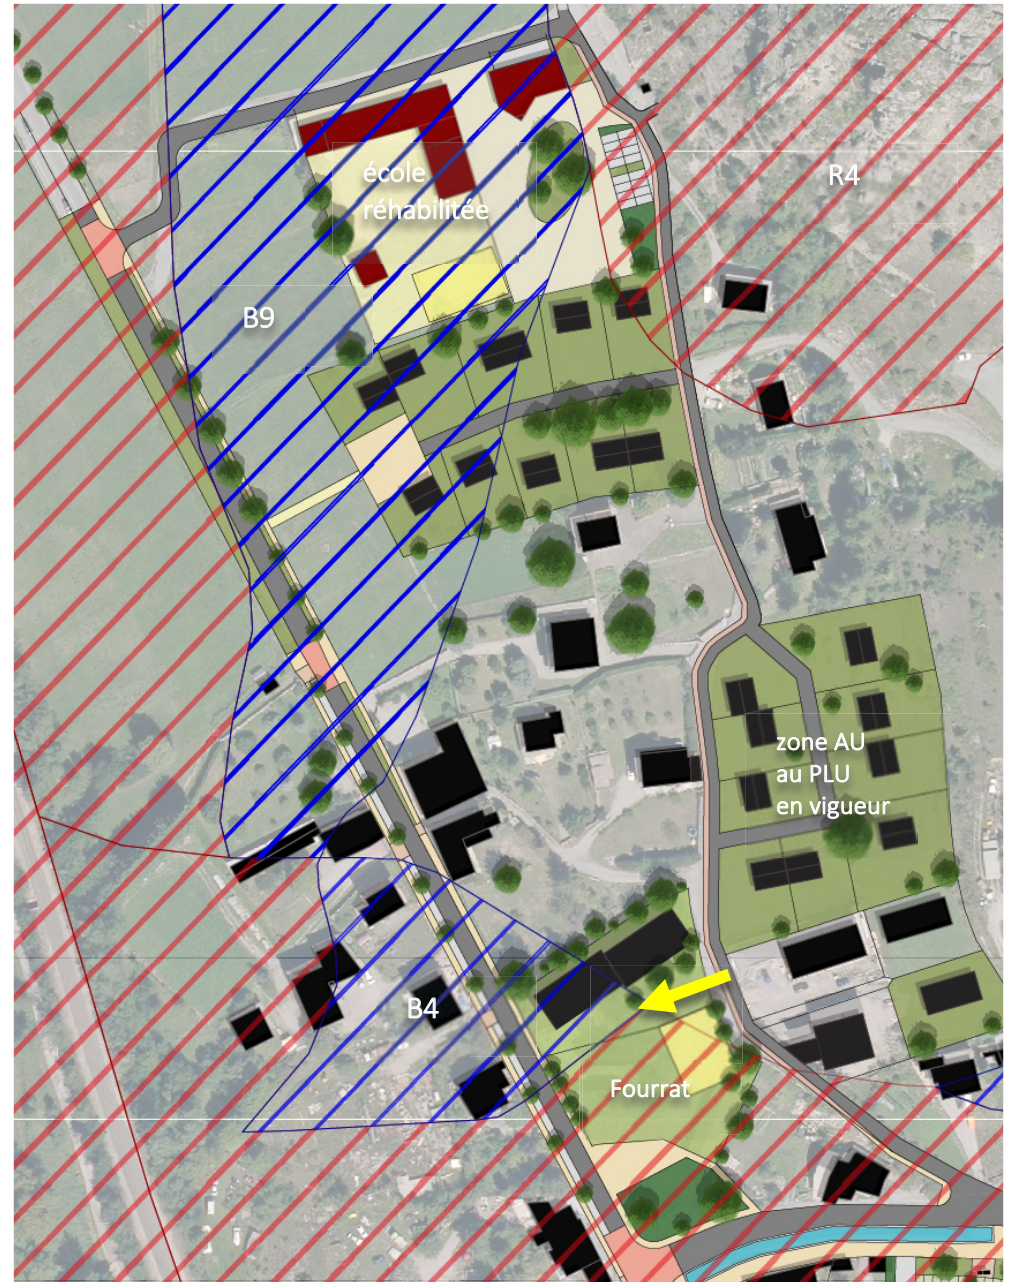 école
réhabilitée
R4
B9
zone AU
au PLU
en vigueur
B4
Fourrat